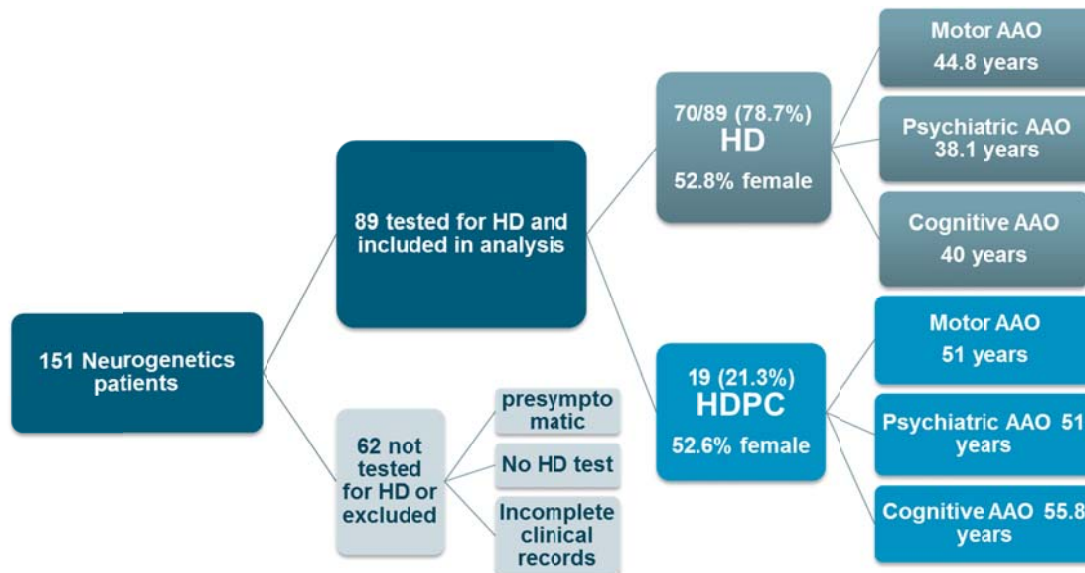 151 Neurogenetics
patients
89 tested for HD and
included in analysis
62 not
tested
for HD or
excluded
presympto
matic
No HD test
Incomplete
clinical
records
70/89 (78.7%)
HD
52.8% female
Motor AAO
44.8 years
Psychiatric AAO
38.1 years
Cognitive AAO
40 years
19 (21.3%)
HDPC
52.6% female
Motor AAO
51 years
Psychiatric AAO 51
years
Cognitive AAO 55.8
years